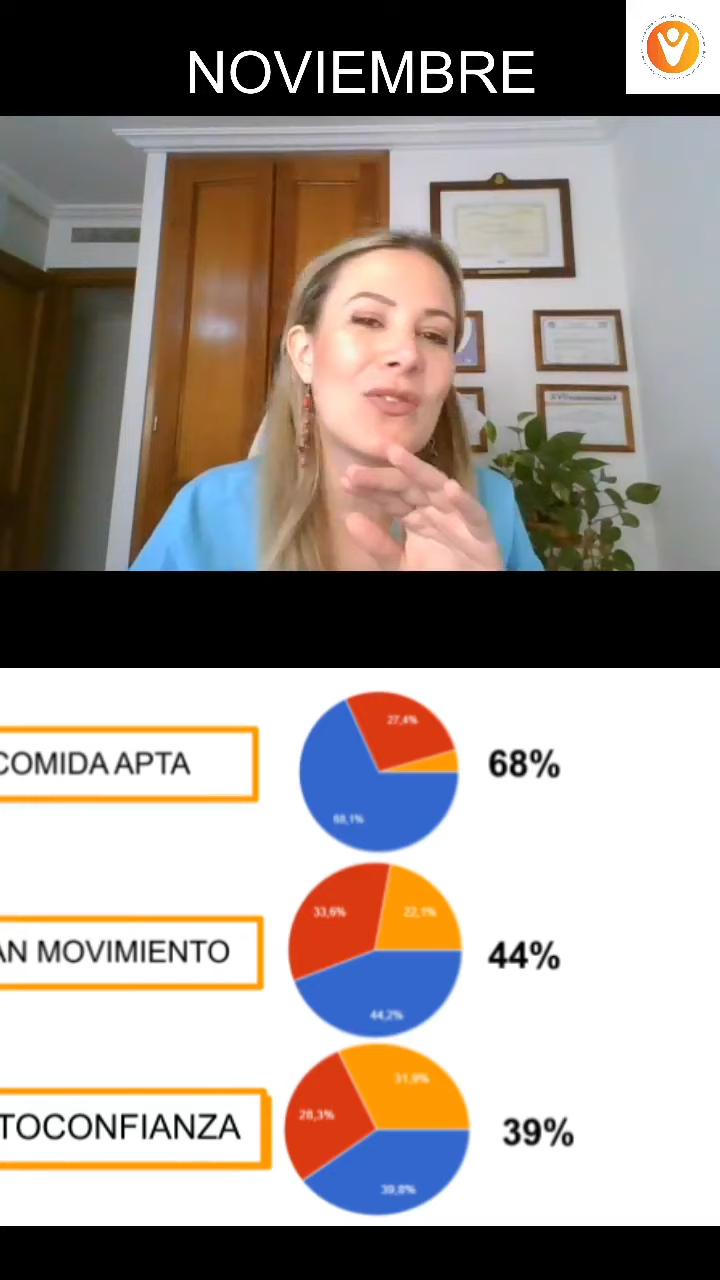 NOVIEMBRE
COMIDA APTA
27,4%
68,1%
68%
AN MOVIMIENTO
33,6%
22,1%
44,2%
44%
TOCONFIANZA
31,9%
28,3%
39,8%
39%